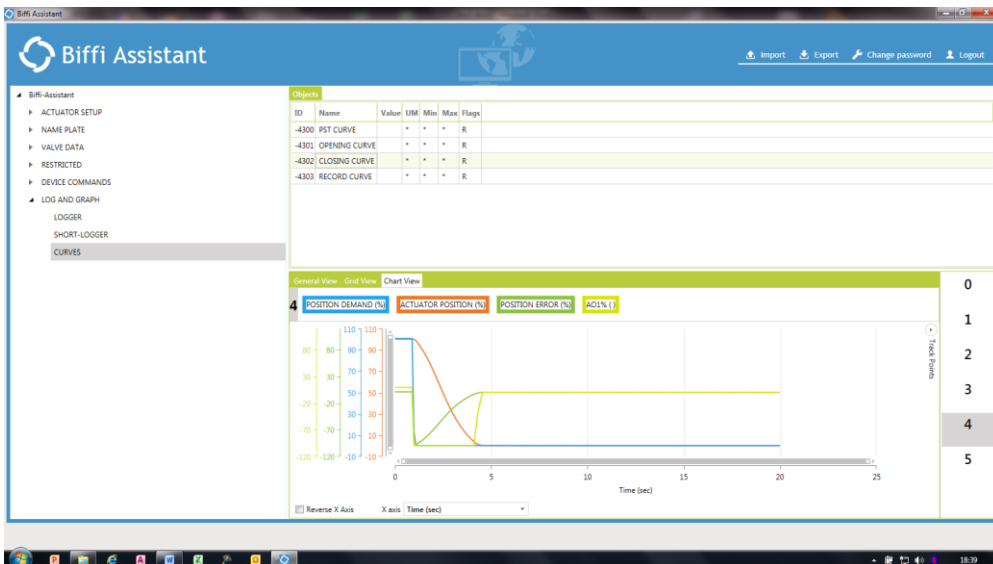 Biffi Assistant
Biffi Assistant
Import Export Change password Logout
Biffi-Assistant
ACTUATOR SETUP
NAME PLATE
VALVE DATA
RESTRICTED
DEVICE COMMANDS
LOG AND GRAPH
LOGGER
SHORT-LOGGER
CURVES
Objects
ID Name Value UM Min Max Flags
-4300 PST CURVE * * * R
-4301 OPENING CURVE * * * R
-4302 CLOSING CURVE * * * R
-4303 RECORD CURVE * * * R
General View Grid View Chart View
4 POSITION DEMAND (%) ACTUATOR POSITION (%) POSITION ERROR (%) AO1% ( )
110 110
80 80 90 90
70 70
30 30
50 50
-20 -20
30 30
-70 -70
10 10
-120 -120 -10 -10
0 5 10 15 20 25
Time (sec)
Track Points
Reverse X Axis X axis Time (sec)
0
1
2
3
4
5
18:39